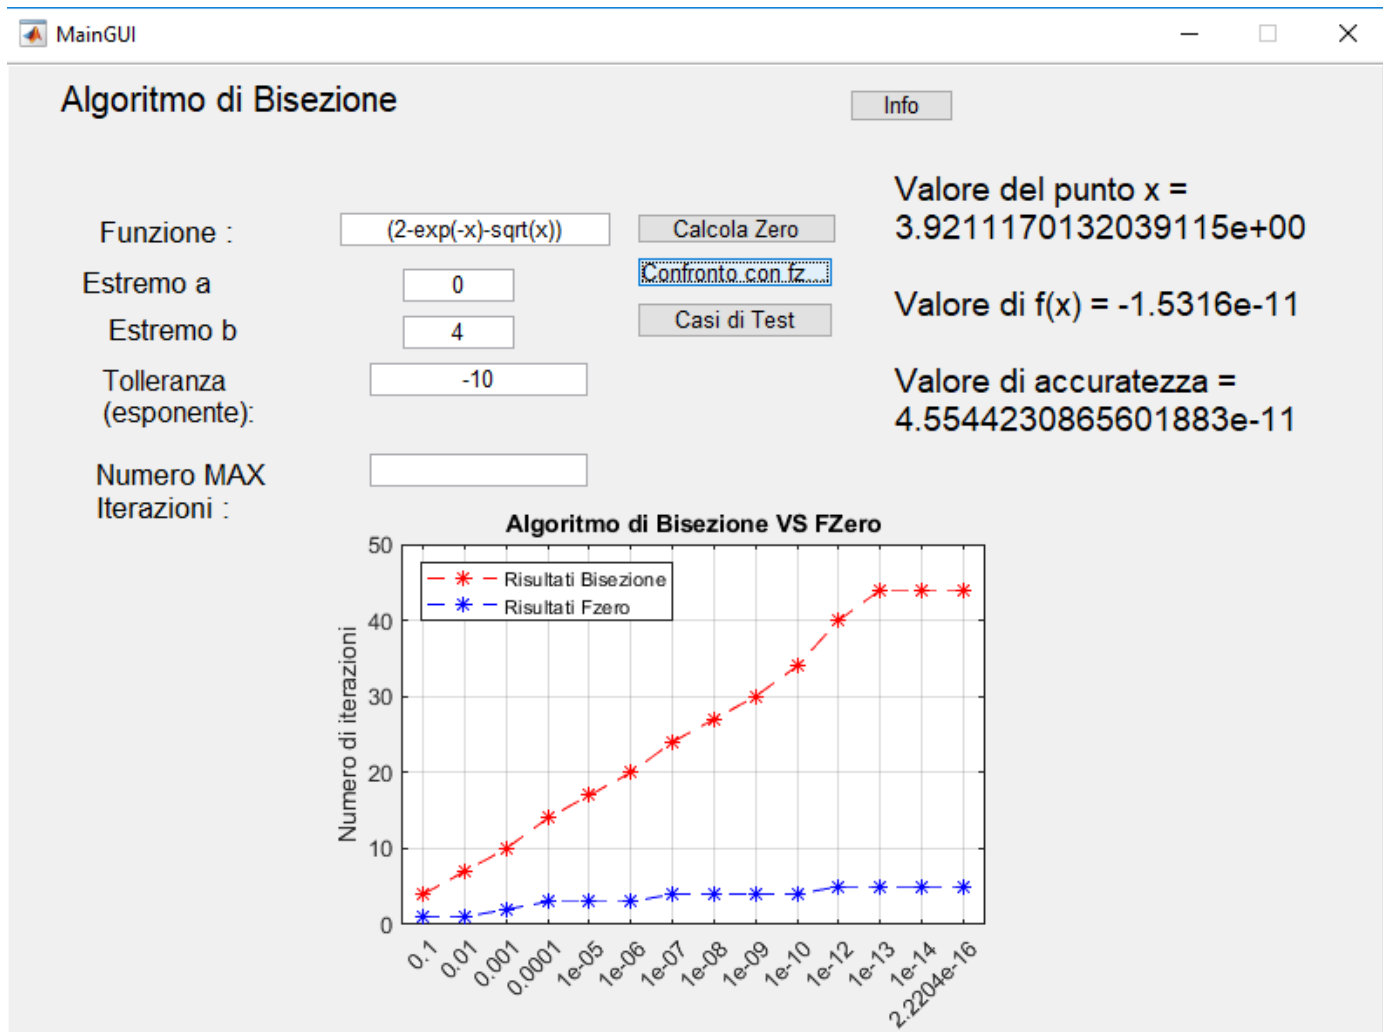 MainGUI
Algoritmo di Bisezione
Info
Funzione :
(2-exp(-x)-sqrt(x))
Calcola Zero
Estremo a
0
Confronto con fz...
Estremo b
4
Casi di Test
Tolleranza
(esponente):
-10
Numero MAX
Iterazioni :
Valore del punto x =
3.9211170132039115e+00
Valore di f(x) = -1.5316e-11
Valore di accuratezza =
4.5544230865601883e-11
Algoritmo di Bisezione VS FZero
Risultati Bisezione
Risultati Fzero
Numero di iterazioni
50
40
30
20
10
0
0.1
0.01
0.001
0.0001
1e-05
1e-06
1e-07
1e-08
1e-09
1e-10
1e-12
1e-13
1e-14
2.2204e-16